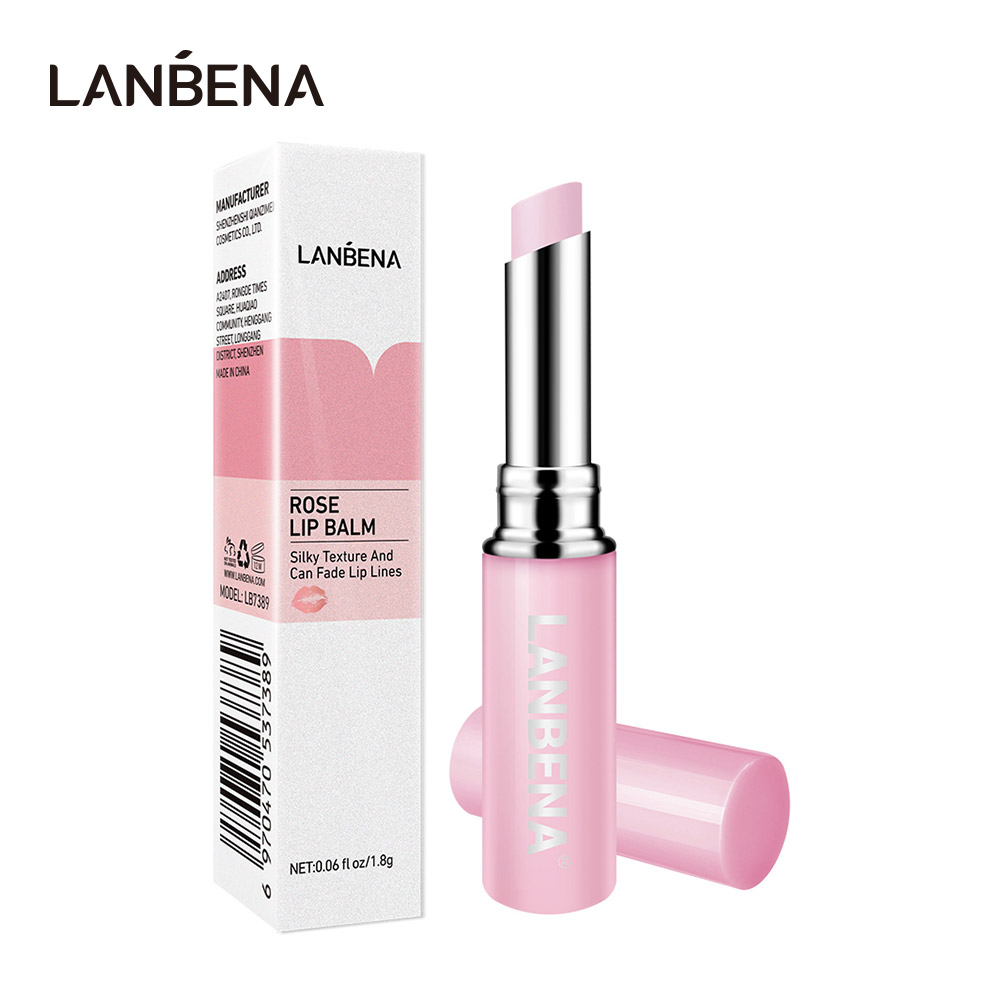 LANBENA
MANUFACTURER
SHENZHENSHI QIANZIMEI
COSMETICS CO., LTD.
ADDRESS
A2407, RONGDE TIMES
SQUARE, HUAQIAO
COMMUNITY, HENGGANG
STREET, LONGGANG
DISTRICT, SHENZHEN
MADE IN CHINA
LANBENA
ROSE
LIP BALM
Silky Texture And
Can Fade Lip Lines
12M
WWW.LANBENA.COM
MODEL: LB7389
6 970470 537389
NET:0.06 fl oz/1.8g
LANBENA®